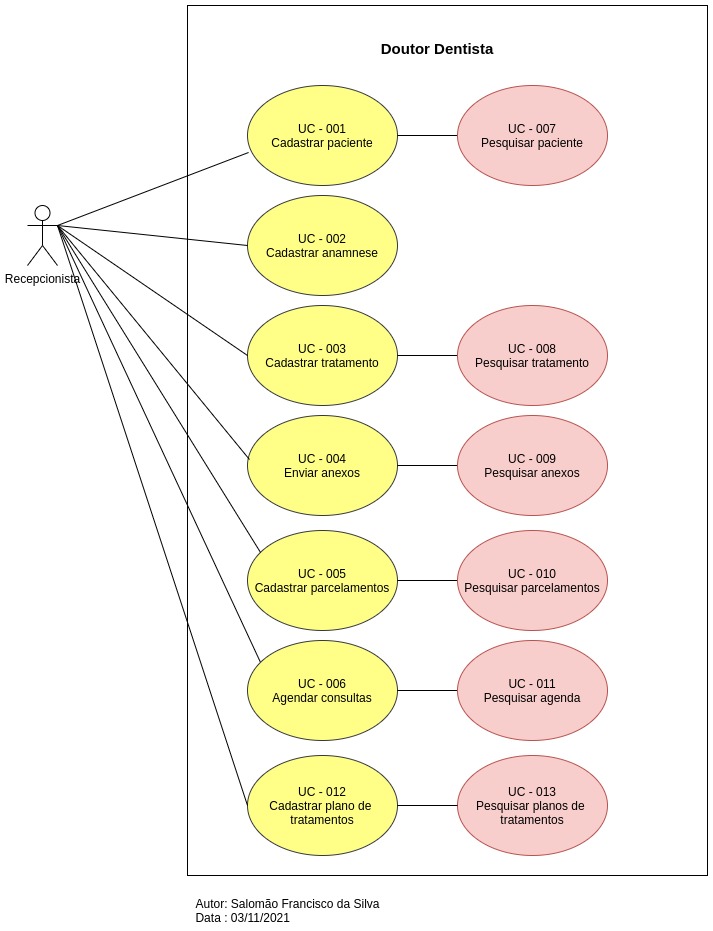 Doutor Dentista
UC - 001
Cadastrar paciente
UC - 007
Pesquisar paciente
UC - 002
Cadastrar anamnese
Recepcionista
UC - 003
Cadastrar tratamento
UC - 008
Pesquisar tratamento
UC - 004
Enviar anexos
UC - 009
Pesquisar anexos
UC - 005
Cadastrar parcelamentos
UC - 010
Pesquisar parcelamentos
UC - 006
Agendar consultas
UC - 011
Pesquisar agenda
UC - 012
Cadastrar plano de
tratamentos
UC - 013
Pesquisar planos de
tratamentos
Autor: Salomão Francisco da Silva
Data : 03/11/2021